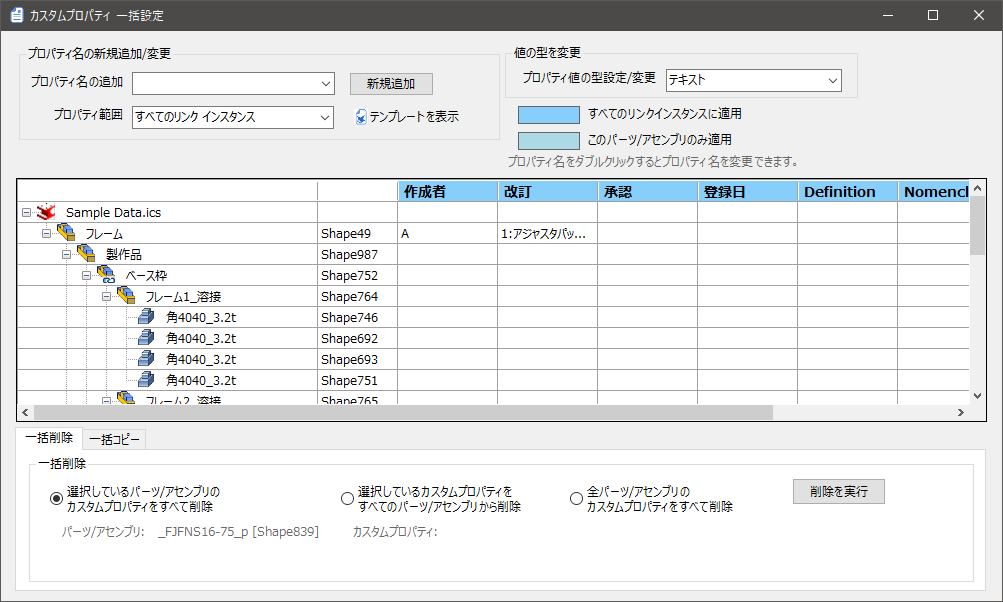 カスタムプロパティ 一括設定
プロパティ名の新規追加/変更
プロパティ名の追加
新規追加
プロパティ範囲
すべてのリンク インスタンス
テンプレートを表示
値の型を変更
プロパティ値の型設定/変更
テキスト
すべてのリンクインスタンスに適用
このパーツ/アセンブリのみ適用
プロパティ名をダブルクリックするとプロパティ名を変更できます。
作成者 改訂 承認 登録日 Definition Nomencl
Sample Data.ics
フレーム Shape49 A 1:アジャスタパッ...
製作品 Shape987
ベース枠 Shape752
フレーム1_溶接 Shape764
角4040_3.2t Shape746
角4040_3.2t Shape692
角4040_3.2t Shape693
角4040_3.2t Shape751
フレーム2_溶接 Shape765
一括削除 一括コピー
一括削除
選択しているパーツ/アセンブリの
カスタムプロパティをすべて削除
パーツ/アセンブリ: _FJFNS16-75_p [Shape839]
選択しているカスタムプロパティを
すべてのパーツ/アセンブリから削除
カスタムプロパティ:
全パーツ/アセンブリの
カスタムプロパティをすべて削除
削除を実行